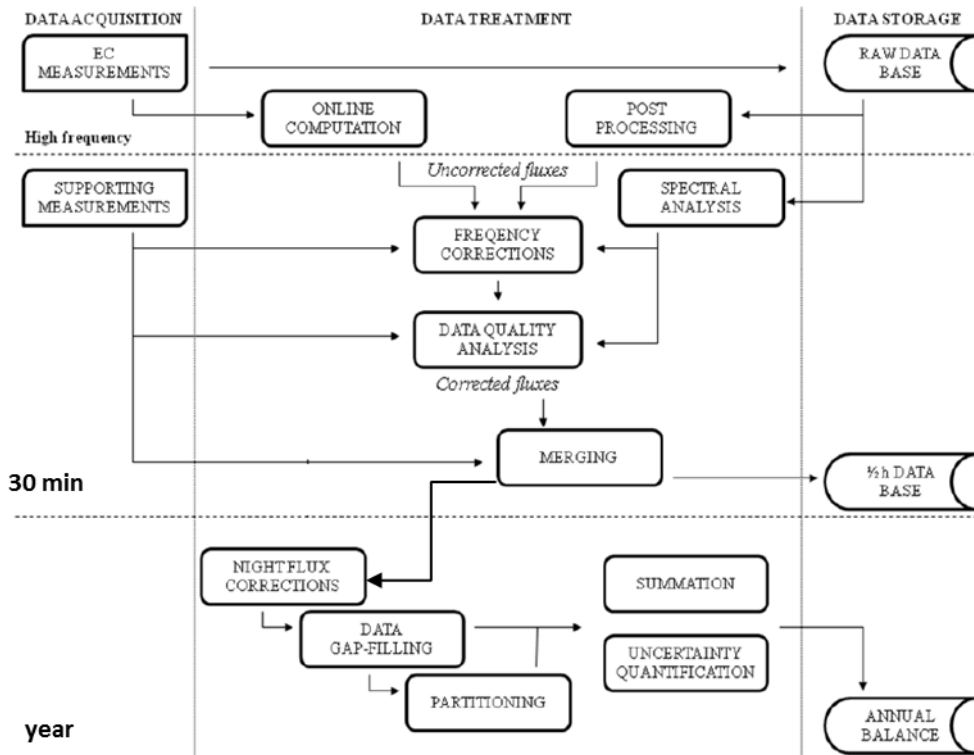 DATA ACQUISITION
DATA TREATMENT
DATA STORAGE
EC
MEASUREMENTS
RAW DATA
BASE
ONLINE
COMPUTATION
POST
PROCESSING
High frequency
Uncorrected fluxes
SUPPORTING
MEASUREMENTS
SPECTRAL
ANALYSIS
FREQENCY
CORRECTIONS
DATA QUALITY
ANALYSIS
Corrected fluxes
MERGING
30 min
½ h DATA
BASE
NIGHT FLUX
CORRECTIONS
SUMMATION
DATA
GAP-FILLING
UNCERTAINTY
QUANTIFICATION
PARTITIONING
year
ANNUAL
BALANCE